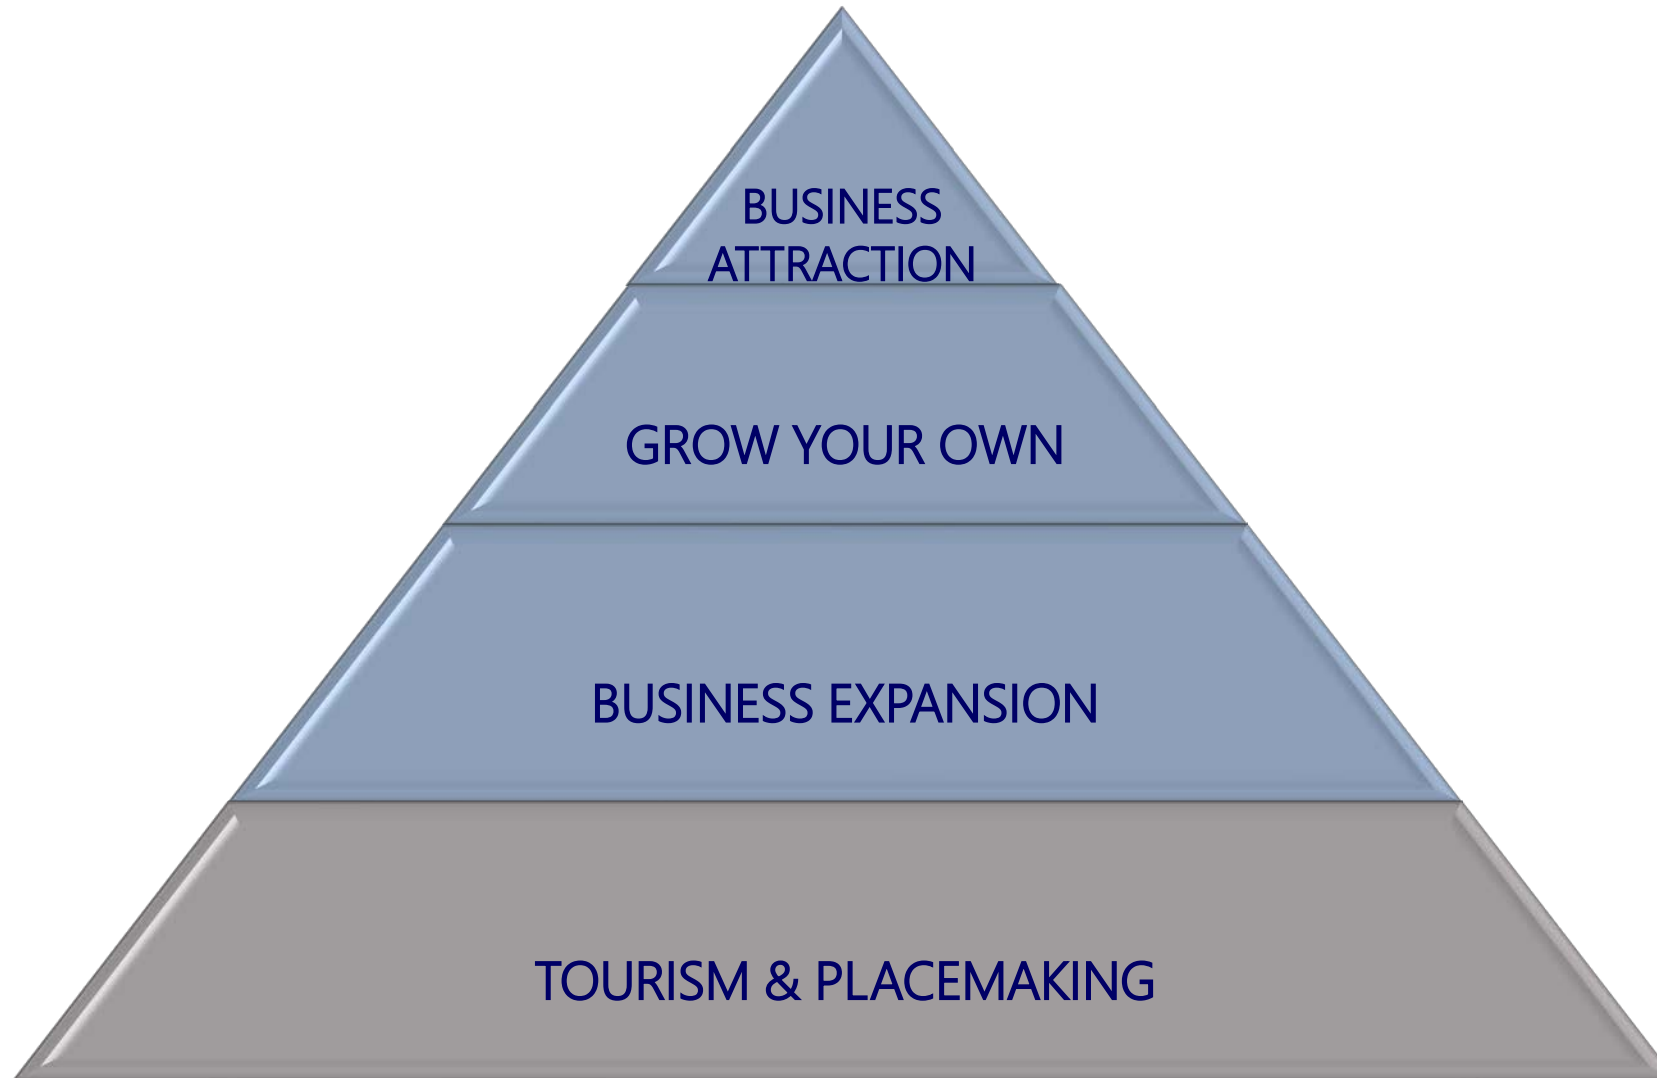 BUSINESS
ATTRACTION
GROW YOUR OWN
BUSINESS EXPANSION
TOURISM & PLACEMAKING